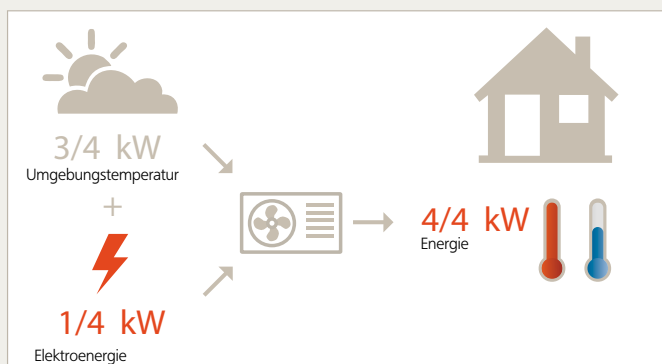 3/4 kW
Umgebungstemperatur
+
1/4 kW
Elektroenergie
4/4 kW
Energie